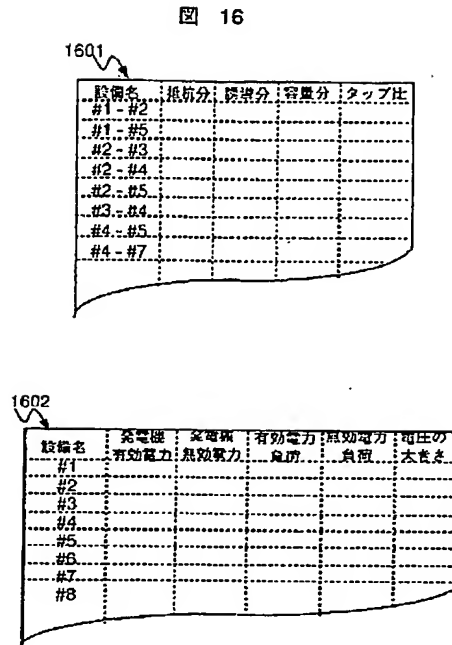 図 16
1601
設備名 抵抗分 誘導分 容量分 タップ比
#1 - #2
#1 - #5
#2 - #3
#2 - #4
#2 - #5
#3 - #4
#4 - #5
#4 - #7
1602
設備名 発電機有効電力 発電機無効電力 有効電力負荷 無効電力負荷 電圧の大きさ
#1
#2
#3
#4
#5
#6
#7
#8